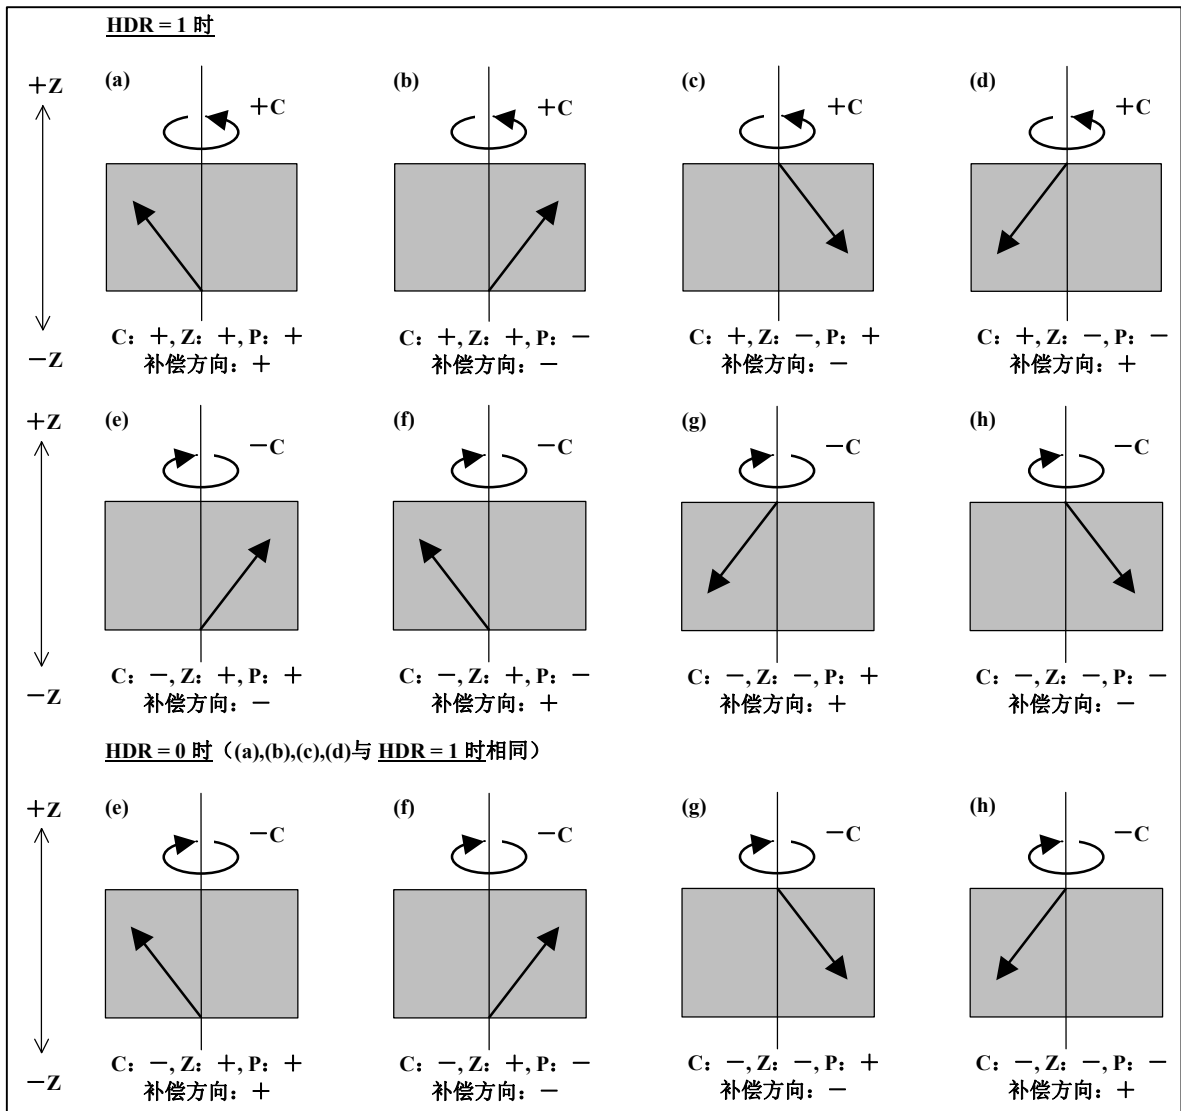 HDR = 1 时
+Z
(a)
(b)
(c)
(d)
+C
+C
+C
+C
-Z
C: +, Z: +, P: +
补偿方向: +
C: +, Z: +, P: -
补偿方向: -
C: +, Z: -, P: +
补偿方向: -
C: +, Z: -, P: -
补偿方向: +
+Z
(e)
(f)
(g)
(h)
-C
-C
-C
-C
-Z
C: -, Z: +, P: +
补偿方向: -
C: -, Z: +, P: -
补偿方向: +
C: -, Z: -, P: +
补偿方向: +
C: -, Z: -, P: -
补偿方向: -
HDR = 0 时（(a),(b),(c),(d)与 HDR = 1 时相同）
+Z
(e)
(f)
(g)
(h)
-C
-C
-C
-C
-Z
C: -, Z: +, P: +
补偿方向: +
C: -, Z: +, P: -
补偿方向: -
C: -, Z: -, P: +
补偿方向: -
C: -, Z: -, P: -
补偿方向: +